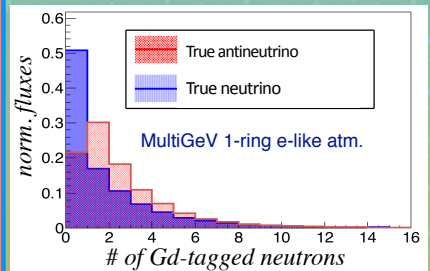 norm. fluxes
0.6
0.5
0.4
0.3
0.2
0.1
0
True antineutrino
True neutrino
MultiGeV 1-ring e-like atm.
0 2 4 6 8 10 12 14 16
# of Gd-tagged neutrons